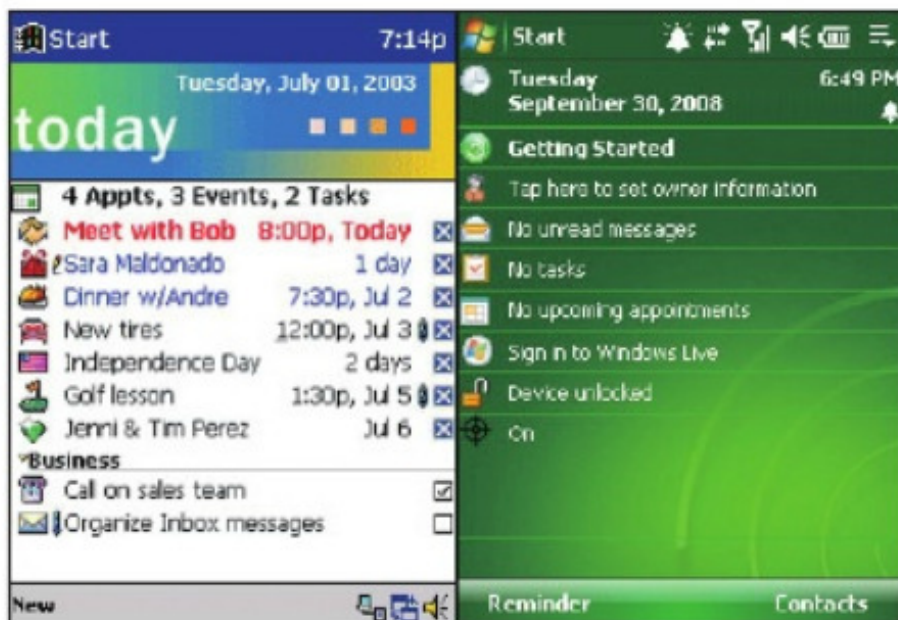 Start 7:14p
Tuesday, July 01, 2003
today
4 Appts, 3 Events, 2 Tasks
Meet with Bob 8:00p, Today
Sara Maldonado 1 day
Dinner w/Andre 7:30p, Jul 2
New tires 12:00p, Jul 3
Independence Day 2 days
Golf lesson 1:30p, Jul 5
Jenni & Tim Perez Jul 6
Business
Call on sales team
Organize Inbox messages
New
Start
Tuesday 6:49 PM
September 30, 2008
Getting Started
Tap here to set owner information
No unread messages
No tasks
No upcoming appointments
Sign in to Windows Live
Device unlocked
On
Reminder Contacts